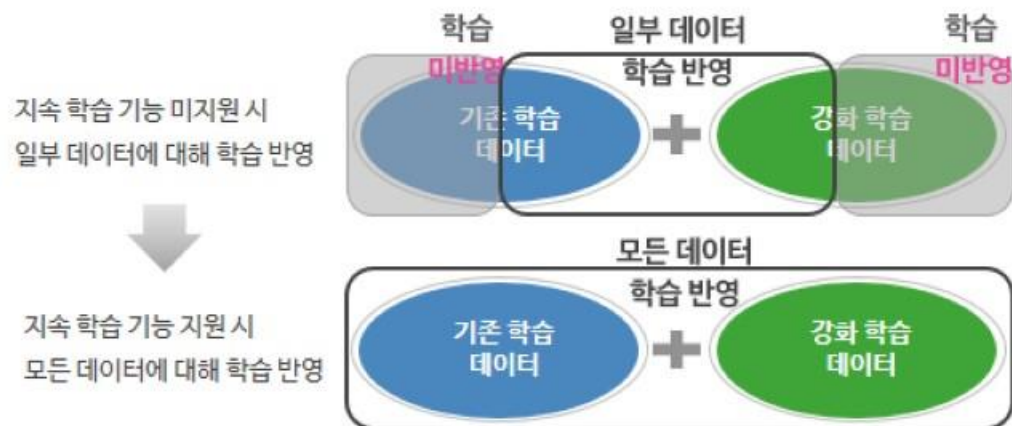 학습
미반영
일부 데이터
학습 반영
학습
미반영
지속 학습 기능 미지원 시
일부 데이터에 대해 학습 반영
기존 학습
데이터
강화 학습
데이터
모든 데이터
학습 반영
지속 학습 기능 지원 시
모든 데이터에 대해 학습 반영
기존 학습
데이터
강화 학습
데이터